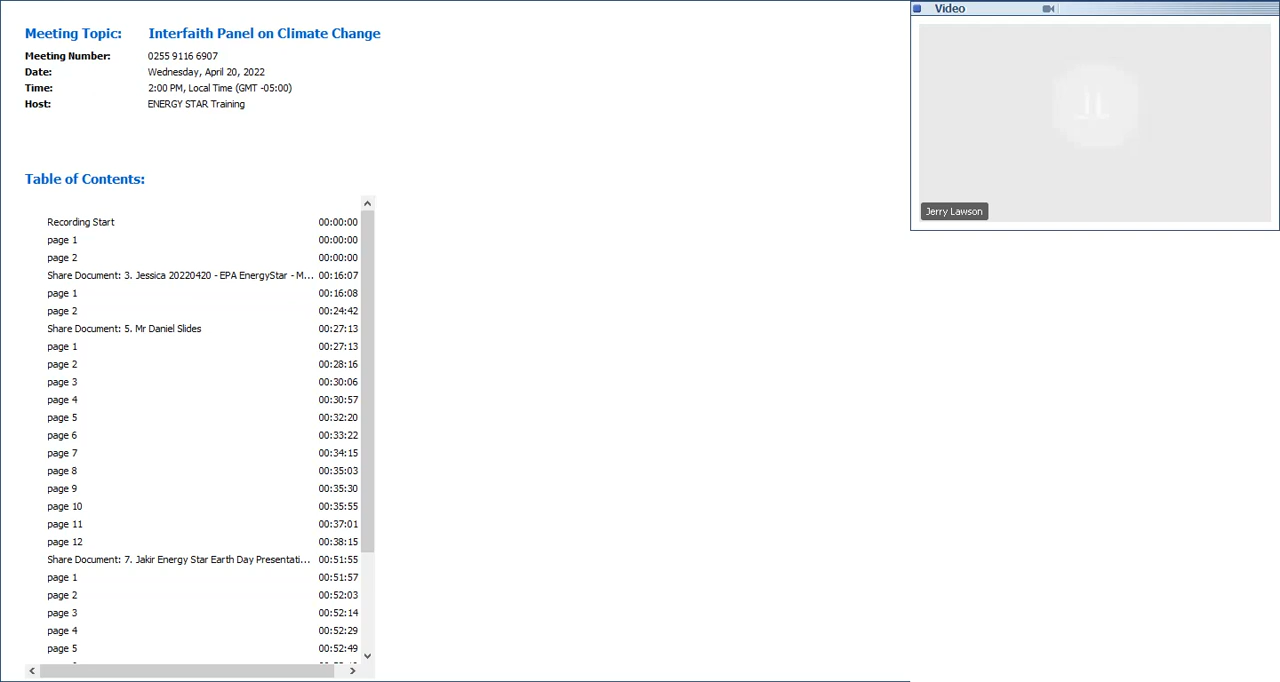 Meeting Topic: Interfaith Panel on Climate Change
Meeting Number: 0255 9116 6907
Date: Wednesday, April 20, 2022
Time: 2:00 PM, Local Time (GMT -05:00)
Host: ENERGY STAR Training
Table of Contents:
Recording Start 00:00:00
page 1 00:00:00
page 2 00:00:00
Share Document: 3. Jessica 20220420 - EPA EnergyStar - M... 00:16:07
page 1 00:16:08
page 2 00:24:42
Share Document: 5. Mr Daniel Slides 00:27:13
page 1 00:27:13
page 2 00:28:16
page 3 00:30:06
page 4 00:30:57
page 5 00:32:20
page 6 00:33:22
page 7 00:34:15
page 8 00:35:03
page 9 00:35:30
page 10 00:35:55
page 11 00:37:01
page 12 00:38:15
Share Document: 7. Jakir Energy Star Earth Day Presentati... 00:51:55
page 1 00:51:57
page 2 00:52:03
page 3 00:52:14
page 4 00:52:29
page 5 00:52:49
Video
JL
Jerry Lawson